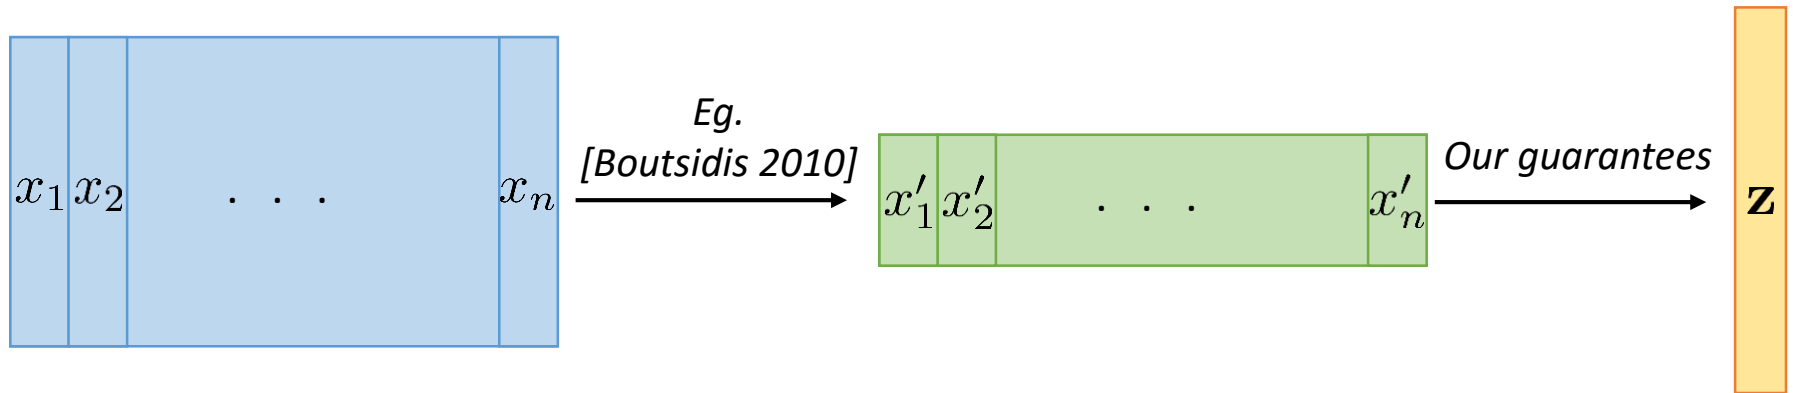 x₁ x₂ . . . xₙ
Eg.
[Boutsidis 2010]
x′₁ x′₂ . . . x′ₙ
Our guarantees
z